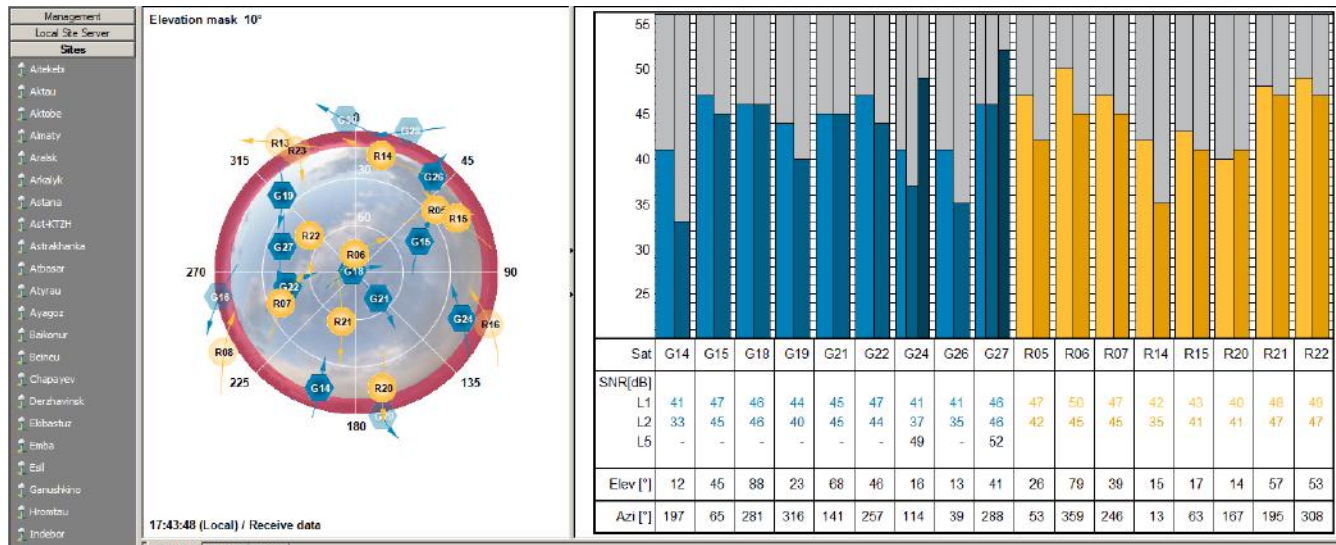 Management
Local Site Server
Sites
Aitekebi
Aktau
Aktobe
Almaty
Aralsk
Arkalyk
Astana
Ast-KTZH
Astrakhanka
Atbasar
Atyrau
Ayagoz
Baikonur
Beineu
Chapayev
Derzhavinsk
Ekibastuz
Emba
Esil
Ganushkino
Hromtau
Indebor
Elevation mask 10°
0
G28
R13
R23
R14
315
45
30
G26
G19
R05
R15
60
R22
G15
G27
R06
270
G18
90
G22
G16
R07
G21
G24
R21
R16
R08
225
135
G14
R20
180
17:43:48 (Local) / Receive data
55
50
45
40
35
30
25
Sat G14 G15 G18 G19 G21 G22 G24 G26 G27 R05 R06 R07 R14 R15 R20 R21 R22
SNR[dB]
L1 41 47 46 44 45 47 41 41 46 47 50 47 42 43 40 48 49
L2 33 45 46 40 45 44 37 35 46 42 45 45 35 41 41 47 47
L5 - - - - - - 49 - 52
Elev [°] 12 45 88 23 68 46 16 13 41 26 79 39 15 17 14 57 53
Azi [°] 197 65 281 316 141 257 114 39 288 53 359 246 13 63 167 195 308